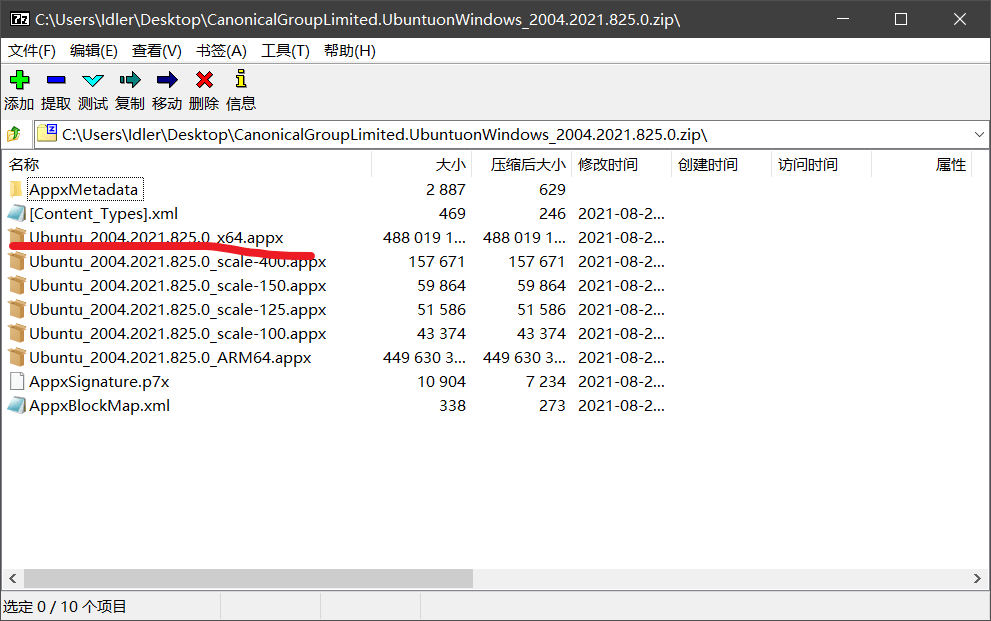 C:\Users\Idler\Desktop\CanonicalGroupLimited.UbuntuonWindows_2004.2021.825.0.zip\
文件(F) 编辑(E) 查看(V) 书签(A) 工具(T) 帮助(H)
添加 提取 测试 复制 移动 删除 信息
C:\Users\Idler\Desktop\CanonicalGroupLimited.UbuntuonWindows_2004.2021.825.0.zip\
名称 大小 压缩后大小 修改时间 创建时间 访问时间 属性
AppxMetadata 2 887 629
[Content_Types].xml 469 246 2021-08-2...
Ubuntu_2004.2021.825.0_x64.appx 488 019 1... 488 019 1... 2021-08-2...
Ubuntu_2004.2021.825.0_scale-400.appx 157 671 157 671 2021-08-2...
Ubuntu_2004.2021.825.0_scale-150.appx 59 864 59 864 2021-08-2...
Ubuntu_2004.2021.825.0_scale-125.appx 51 586 51 586 2021-08-2...
Ubuntu_2004.2021.825.0_scale-100.appx 43 374 43 374 2021-08-2...
Ubuntu_2004.2021.825.0_ARM64.appx 449 630 3... 449 630 3... 2021-08-2...
AppxSignature.p7x 10 904 7 234 2021-08-2...
AppxBlockMap.xml 338 273 2021-08-2...
选定 0 / 10 个项目